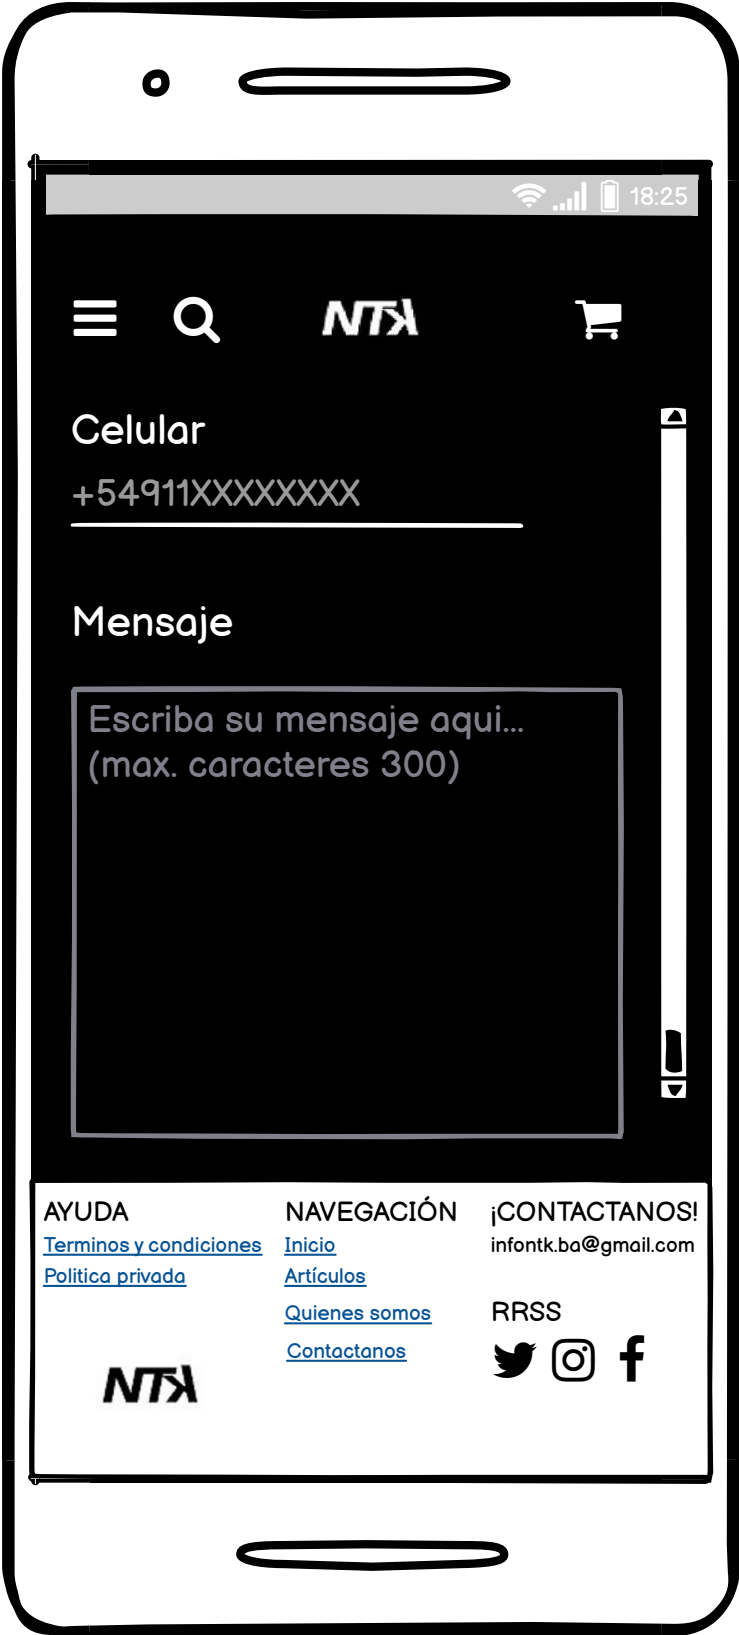 18:25
NTK
Celular
+54911XXXXXXXX
Mensaje
Escriba su mensaje aqui...
(max. caracteres 300)
AYUDA
Terminos y condiciones
Politica privada
NTK
NAVEGACIÓN
Inicio
Artículos
Quienes somos
Contactanos
¡CONTACTANOS!
infontk.ba@gmail.com
RRSS